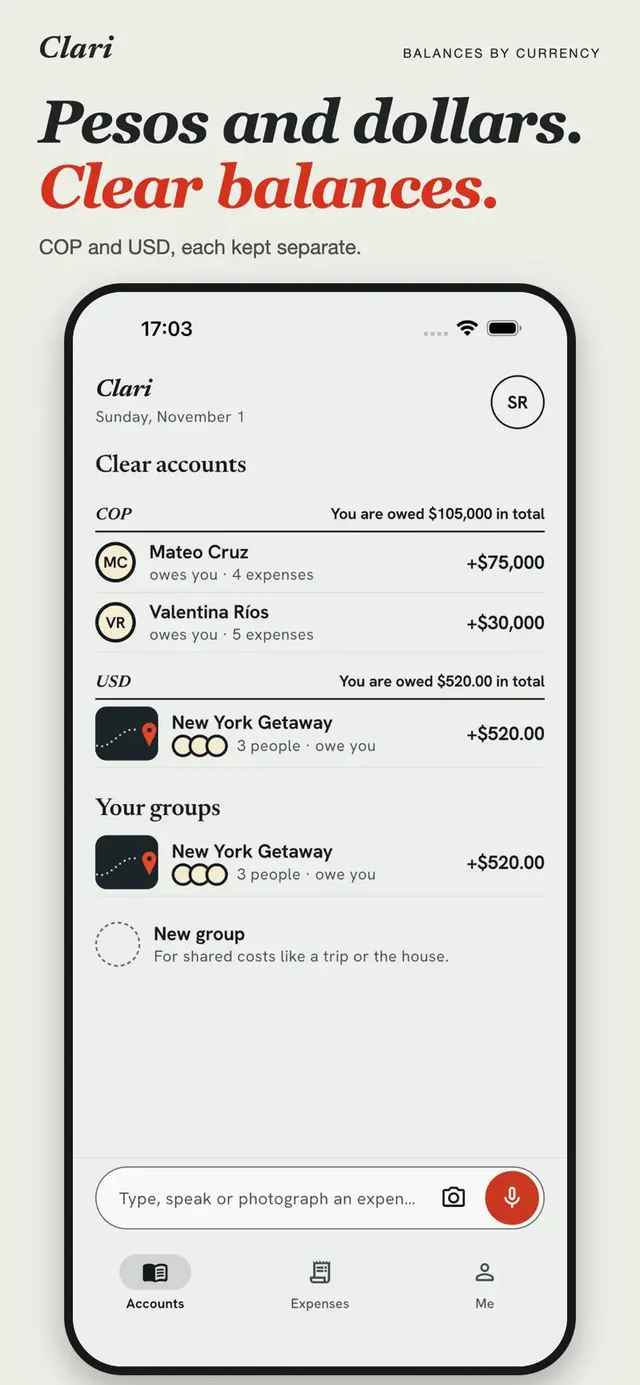 Clari
BALANCES BY CURRENCY
Pesos and dollars.
Clear balances.
COP and USD, each kept separate.
17:03
Clari
Sunday, November 1
SR
Clear accounts
COP
You are owed $105,000 in total
MC
Mateo Cruz
owes you · 4 expenses
+$75,000
VR
Valentina Ríos
owes you · 5 expenses
+$30,000
USD
You are owed $520.00 in total
New York Getaway
3 people · owe you
+$520.00
Your groups
New York Getaway
3 people · owe you
+$520.00
New group
For shared costs like a trip or the house.
Type, speak or photograph an expen...
Accounts
Expenses
Me